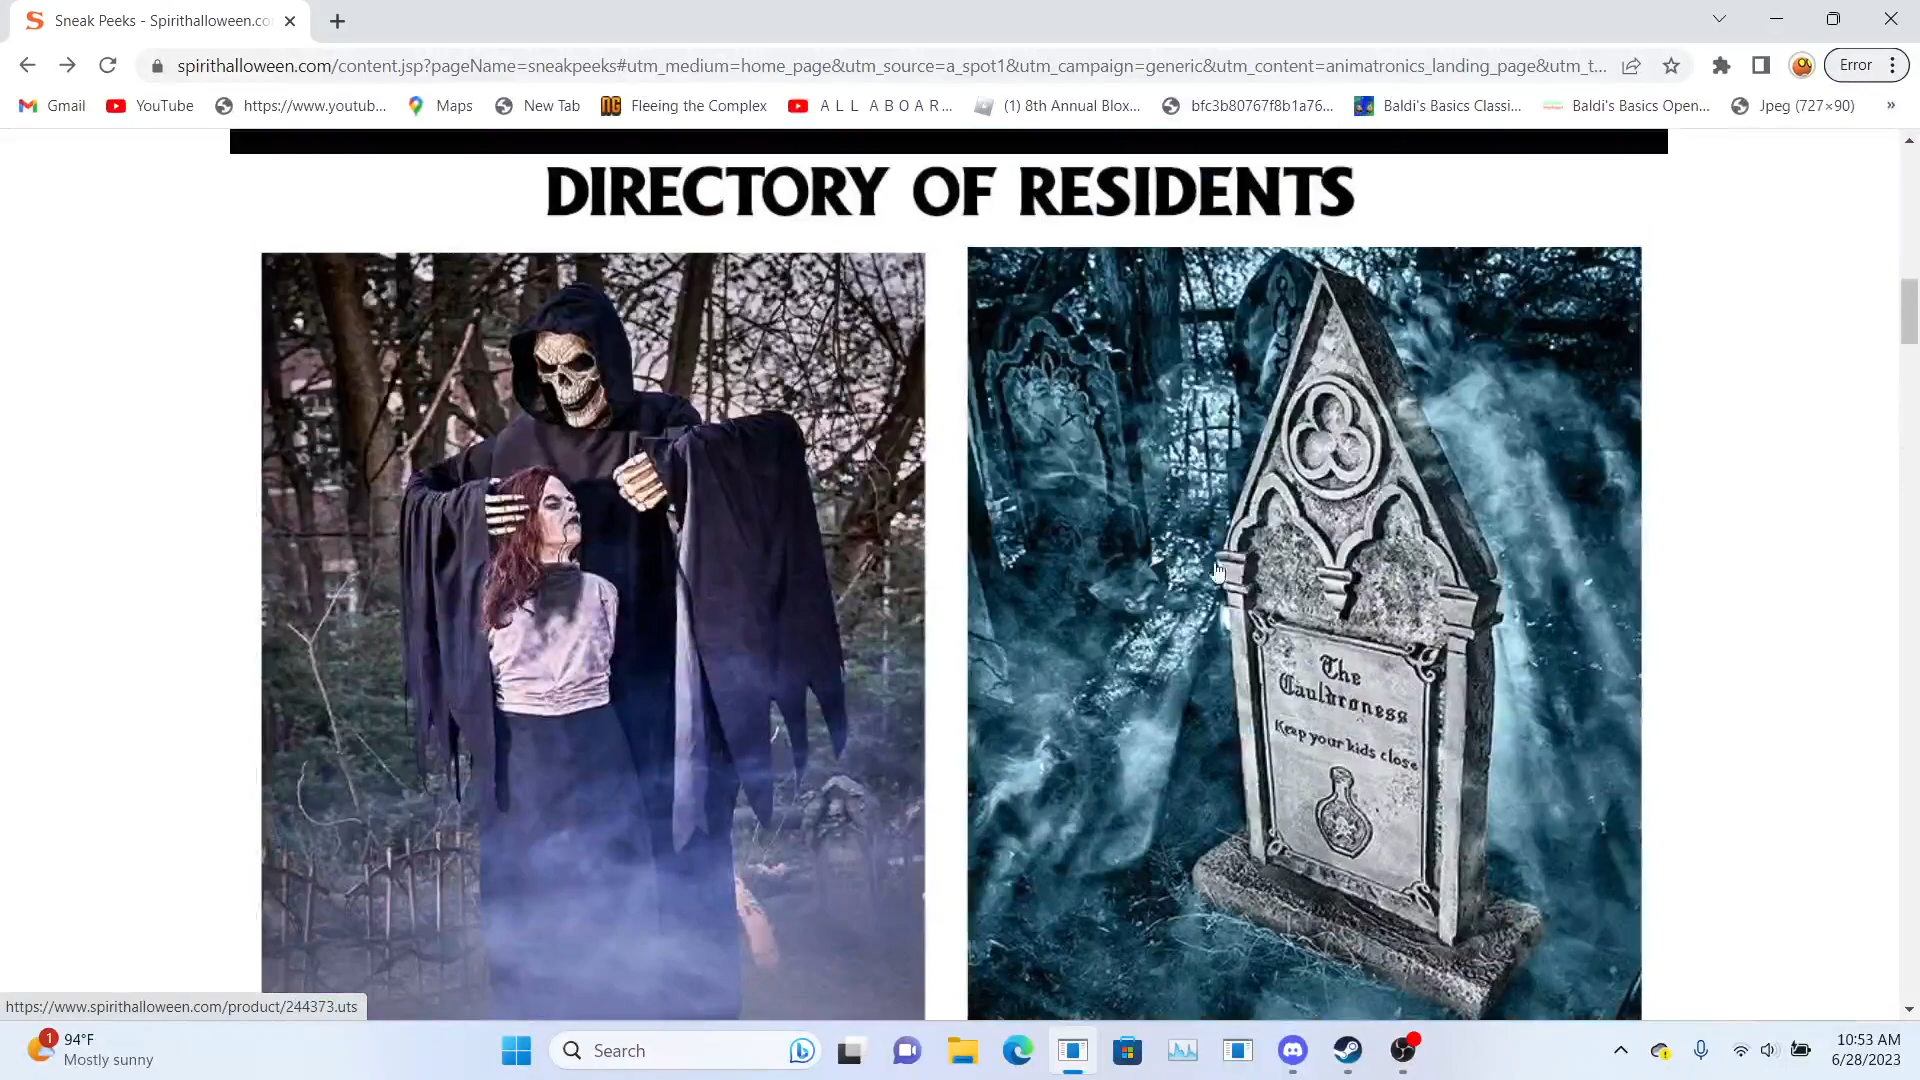 Sneak Peeks - Spirithalloween.co
spirithalloween.com/content.jsp?pageName=sneakpeeks#utm_medium=home_page&utm_source=a_spot1&utm_campaign=generic&utm_content=animatronics_landing_page&utm_t...
Error
Gmail
YouTube
https://www.youtub...
Maps
New Tab
Fleeing the Complex
A L L A B O A R...
(1) 8th Annual Blox...
bfc3b80767f8b1a76...
Baldi's Basics Classi...
Baldi's Basics Open...
Jpeg (727×90)
»
DIRECTORY OF RESIDENTS
The
Cauldroness
Keep your kids close
https://www.spirithalloween.com/product/244373.uts
1
94°F
Mostly sunny
Search
10:53 AM
6/28/2023